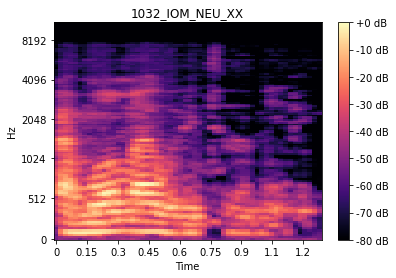 1032_IOM_NEU_XX
+0 dB
8192
-10 dB
4096
-20 dB
-30 dB
2048
Hz
-40 dB
1024
-50 dB
512
-60 dB
-70 dB
0
-80 dB
0 0.15 0.3 0.45 0.6 0.75 0.9 1.1 1.2
Time